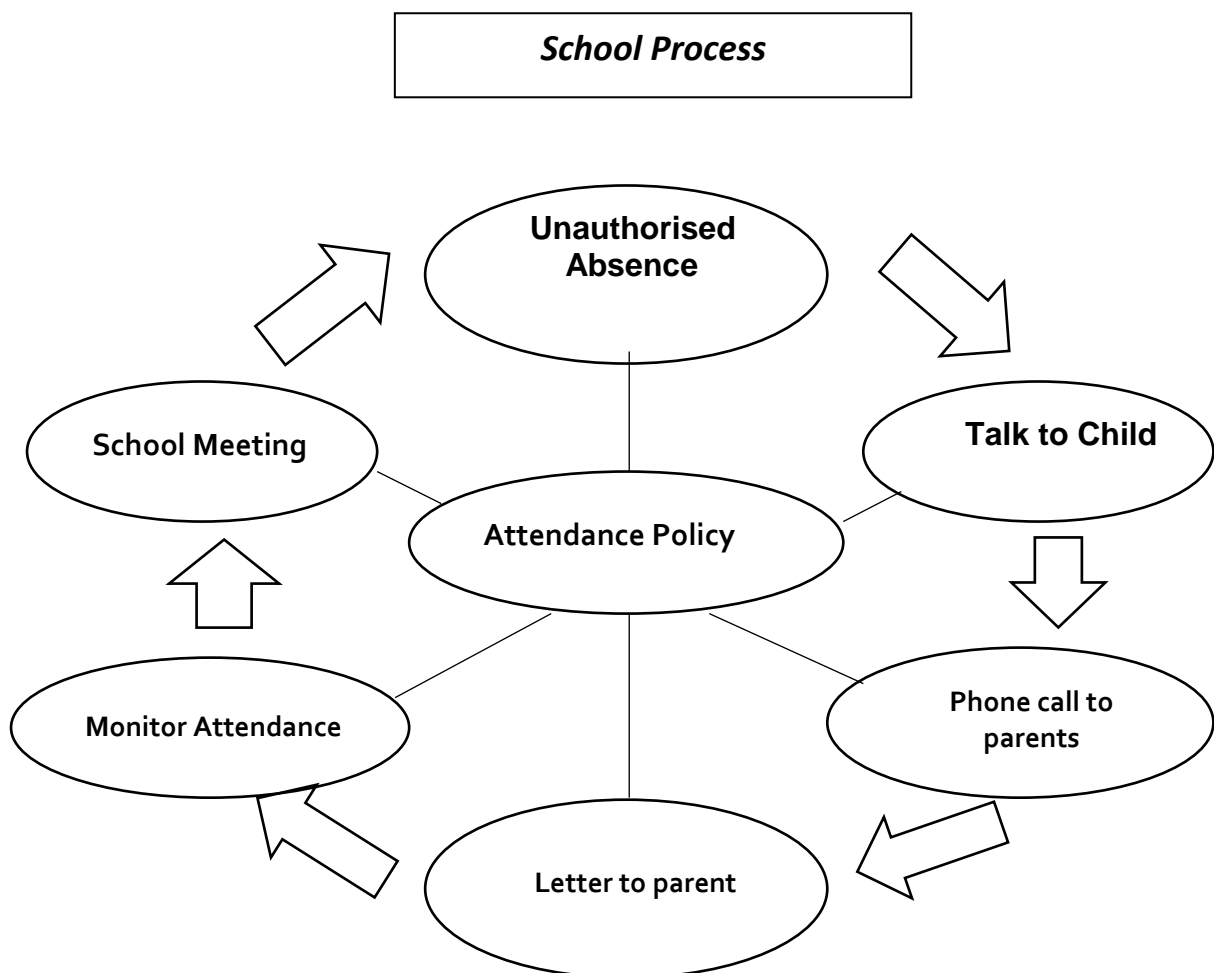 School Process
Unauthorised
Absence
Talk to Child
School Meeting
Attendance Policy
Phone call to
parents
Monitor Attendance
Letter to parent